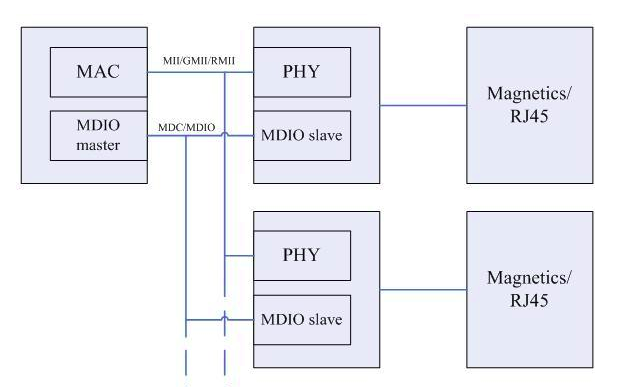 MAC
MII/GMII/RMII
PHY
Magnetics/
RJ45
MDIO
master
MDC/MDIO
MDIO slave
PHY
Magnetics/
RJ45
MDIO slave